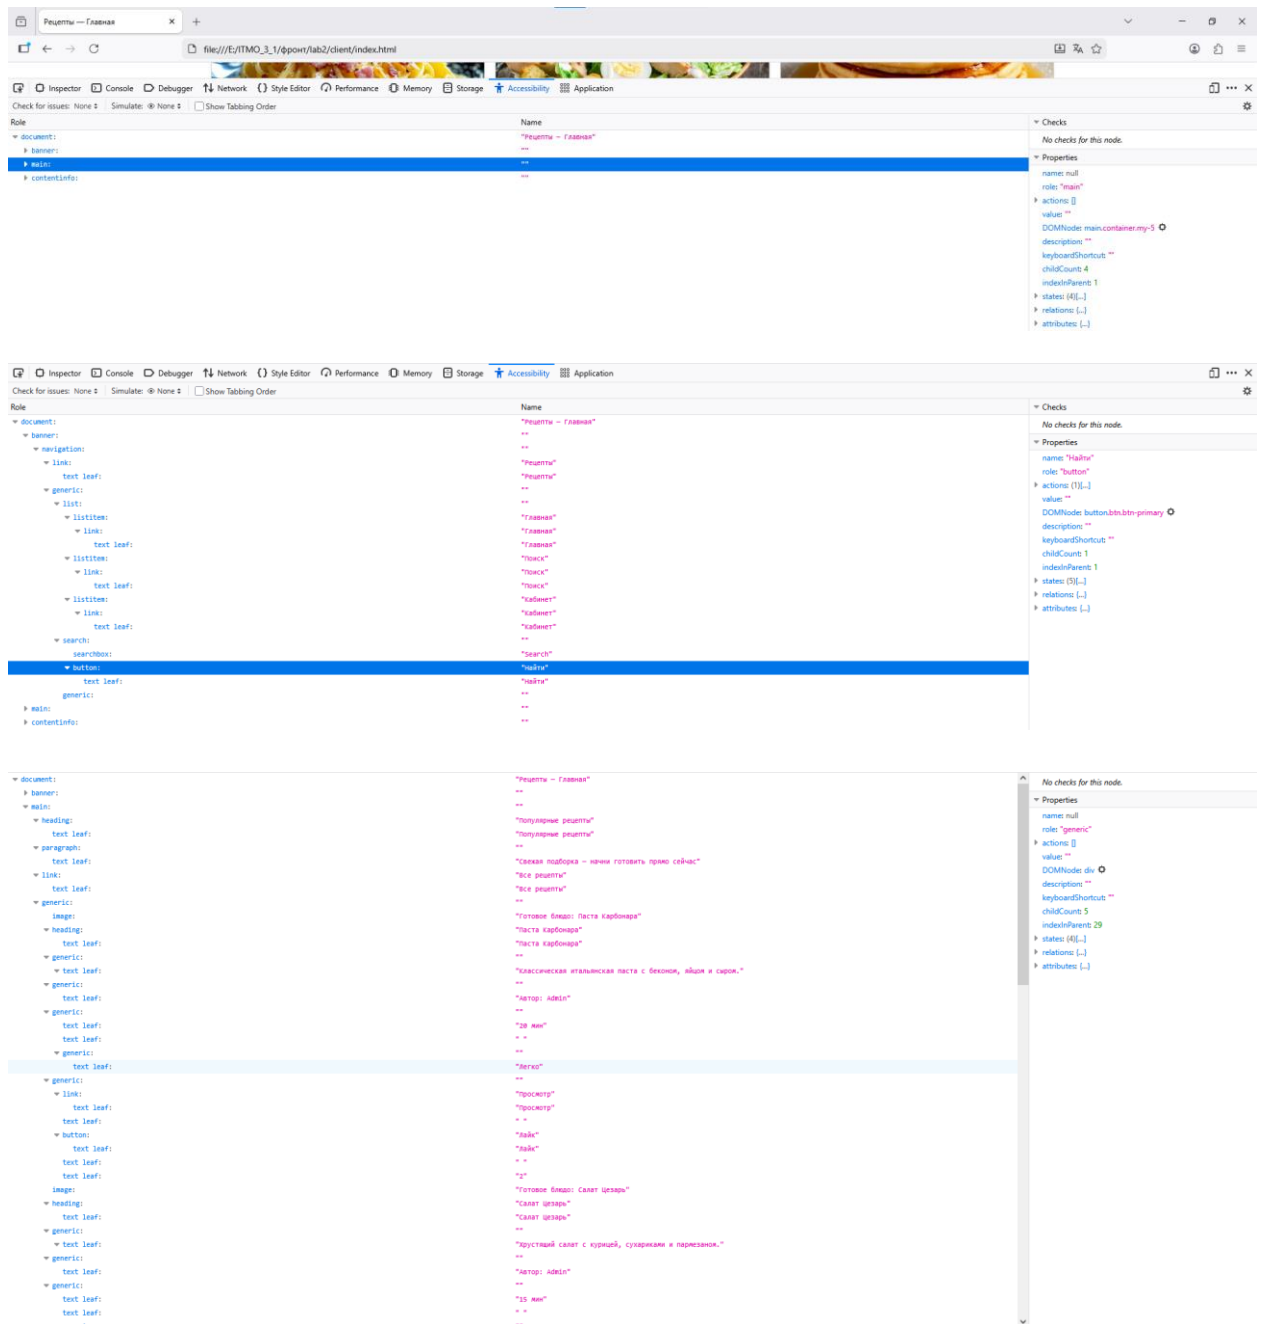 Рецепты — Главная
file:///E:/ITMO_3_1/фронт/lab2/client/index.html
Inspector Console Debugger Network {} Style Editor Performance Memory Storage Accessibility Application
Check for issues: None Simulate: None Show Tabbing Order
Role Name Checks
document: "Рецепты — Главная" No checks for this node.
banner: ""
main: "" Properties
contentinfo: ""
name: null
role: "main"
actions: []
value: ""
DOMNode: main.container.my-5
description: ""
keyboardShortcut: ""
childCount: 4
indexInParent: 1
states: (4)[…]
relations: {…}
attributes: {…}
Inspector Console Debugger Network {} Style Editor Performance Memory Storage Accessibility Application
Check for issues: None Simulate: None Show Tabbing Order
Role Name Checks
document: "Рецепты — Главная"
banner: ""
navigation: ""
link: "Рецепты"
text leaf: "Рецепты"
generic: ""
list: ""
listitem: "Главная"
link: "Главная"
text leaf: "Главная"
listitem: "Поиск"
link: "Поиск"
text leaf: "Поиск"
listitem: "Кабинет"
link: "Кабинет"
text leaf: "Кабинет"
search: ""
searchbox: "Search"
button: "Найти"
text leaf: "Найти"
generic: ""
main: ""
contentinfo: ""
No checks for this node.
Properties
name: "Найти"
role: "button"
actions: (1)[…]
value: ""
DOMNode: button.btn.btn-primary
description: ""
keyboardShortcut: ""
childCount: 1
indexInParent: 1
states: (5)[…]
relations: {…}
attributes: {…}
document: "Рецепты — Главная"
banner: ""
main: ""
heading: "Популярные рецепты"
text leaf: "Популярные рецепты"
paragraph: ""
text leaf: "Свежая подборка — начни готовить прямо сейчас"
link: "Все рецепты"
text leaf: "Все рецепты"
generic: ""
image: "Готовое блюдо: Паста Карбонара"
heading: "Паста Карбонара"
text leaf: "Паста Карбонара"
generic: ""
text leaf: "Классическая итальянская паста с беконом, яйцом и сыром."
generic: ""
text leaf: "Автор: Admin"
generic: ""
text leaf: "20 мин"
text leaf: " "
generic: ""
text leaf: "Легко"
generic: ""
link: "Просмотр"
text leaf: "Просмотр"
text leaf: " "
button: "Лайк"
text leaf: "Лайк"
text leaf: " "
text leaf: "2"
image: "Готовое блюдо: Салат Цезарь"
heading: "Салат Цезарь"
text leaf: "Салат Цезарь"
generic: ""
text leaf: "Хрустящий салат с курицей, сухариками и пармезаном."
generic: ""
text leaf: "Автор: Admin"
generic: ""
text leaf: "15 мин"
text leaf: " "
No checks for this node.
Properties
name: null
role: "generic"
actions: []
value: ""
DOMNode: div
description: ""
keyboardShortcut: ""
childCount: 5
indexInParent: 29
states: (4)[…]
relations: {…}
attributes: {…}